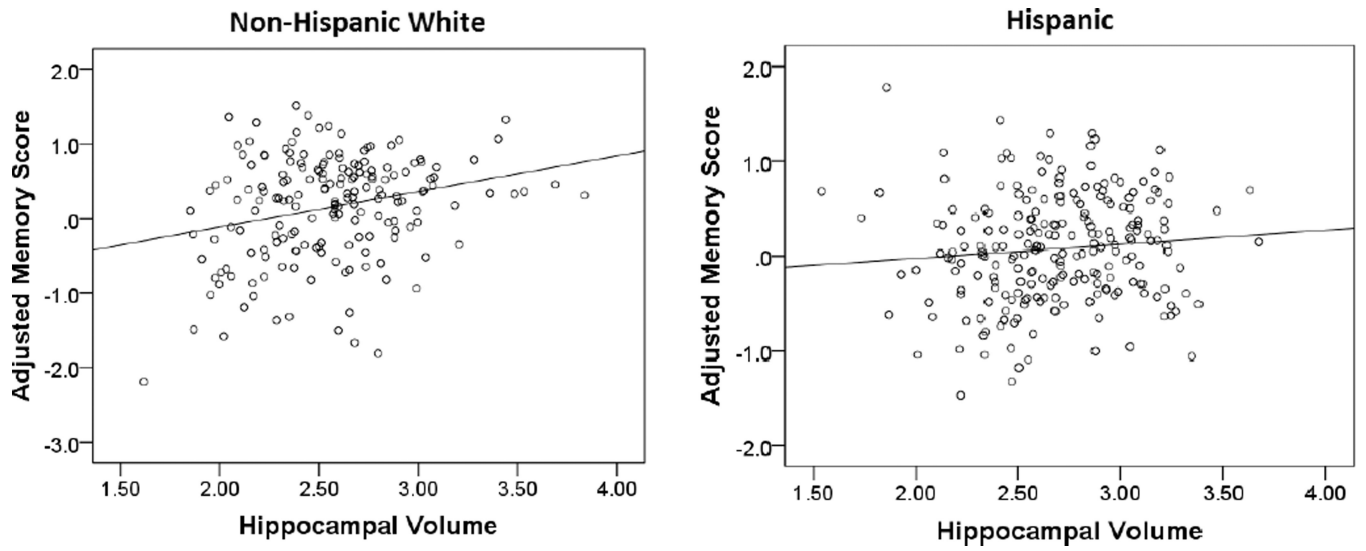 Non-Hispanic White
Adjusted Memory Score
2.0
1.0
.0
-1.0
-2.0
-3.0
1.50 2.00 2.50 3.00 3.50 4.00
Hippocampal Volume
Hispanic
Adjusted Memory Score
2.0
1.0
.0
-1.0
-2.0
1.50 2.00 2.50 3.00 3.50 4.00
Hippocampal Volume